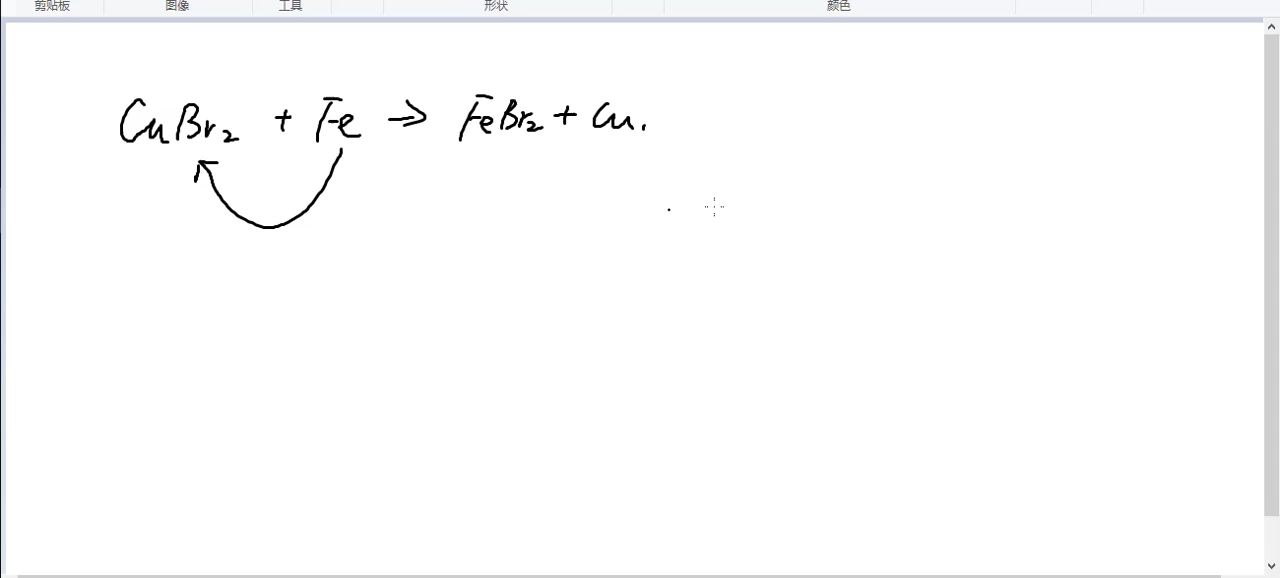 剪贴板 图像 工具 形状 颜色
CuBr₂ + Fe → FeBr₂ + Cu.